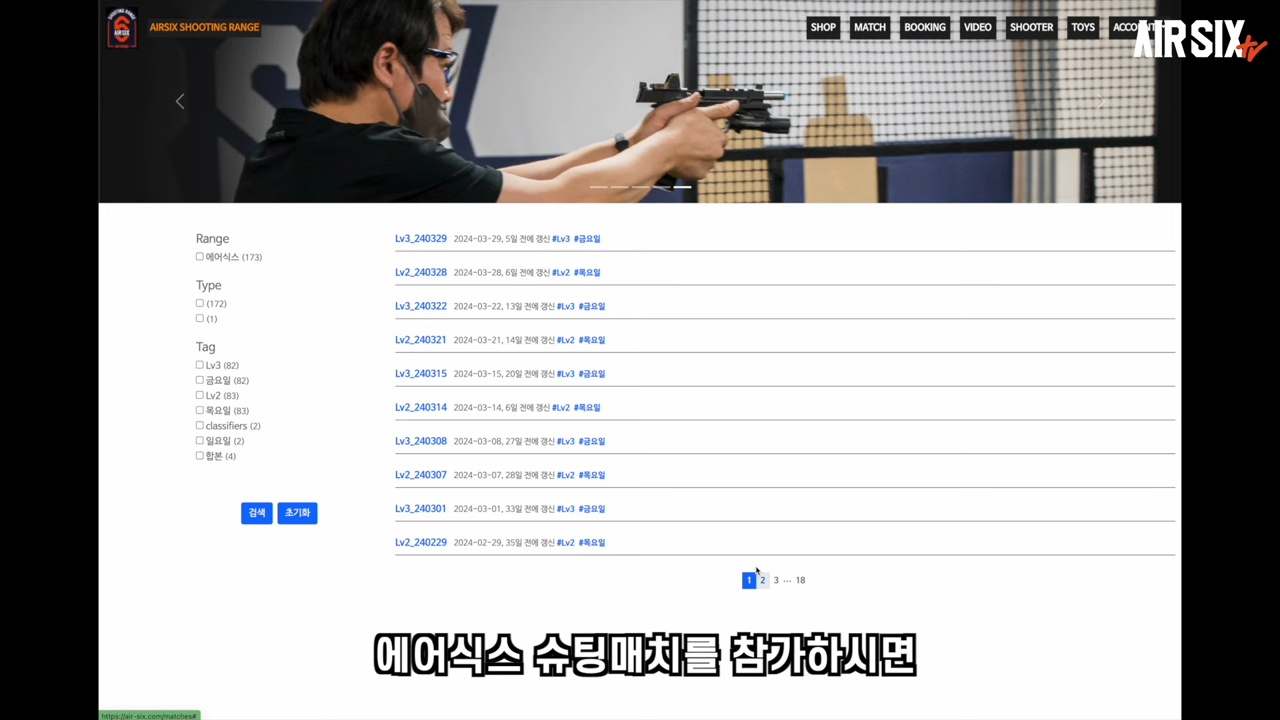 AIRSIX SHOOTING RANGE
SHOP MATCH BOOKING VIDEO SHOOTER TOYS
AIRSIX tv
Range
에어식스 (173)
Type
(172)
(1)
Tag
Lv3 (82)
금요일 (82)
Lv2 (83)
목요일 (83)
classifiers (2)
일요일 (2)
합본 (4)
검색 초기화
Lv3_240329 2024-03-29, 5일 전에 갱신 #Lv3 #금요일
Lv2_240328 2024-03-28, 6일 전에 갱신 #Lv2 #목요일
Lv3_240322 2024-03-22, 13일 전에 갱신 #Lv3 #금요일
Lv2_240321 2024-03-21, 14일 전에 갱신 #Lv2 #목요일
Lv3_240315 2024-03-15, 20일 전에 갱신 #Lv3 #금요일
Lv2_240314 2024-03-14, 6일 전에 갱신 #Lv2 #목요일
Lv3_240308 2024-03-08, 27일 전에 갱신 #Lv3 #금요일
Lv2_240307 2024-03-07, 28일 전에 갱신 #Lv2 #목요일
Lv3_240301 2024-03-01, 33일 전에 갱신 #Lv3 #금요일
Lv2_240229 2024-02-29, 35일 전에 갱신 #Lv2 #목요일
1 2 3 ... 18
에어식스 슈팅매치를 참가하시면
https://air-six.com/matches#